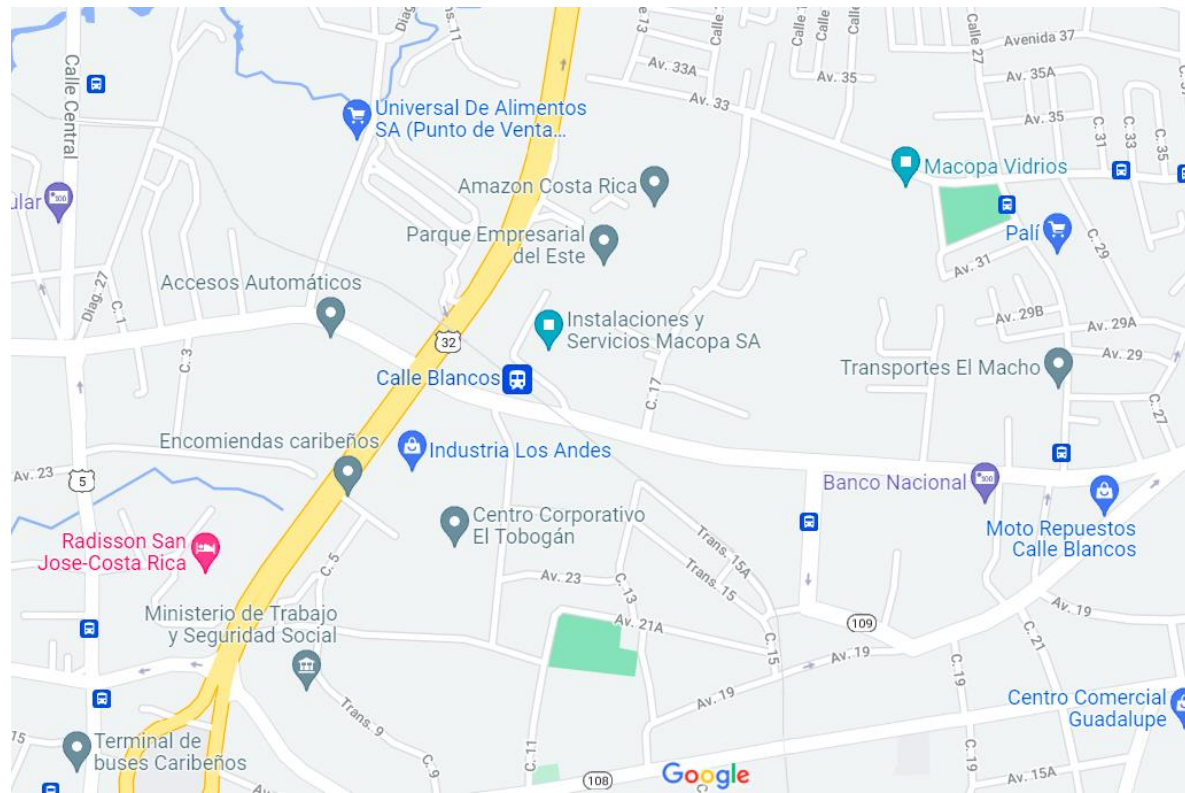 Diag.
Trans. 11
Calle 13
Calle
Calle
Calle 27
Avenida 37
Calle Central
Av. 33A
Av. 35
Av. 35A
Av. 33
Av. 35
C. 31
C. 33
C. 35
Universal De Alimentos
SA (Punto de Venta...
Macopa Vidrios
Amazon Costa Rica
ular
Parque Empresarial
del Este
Palí
C. 29
Av. 31
Diag. 27
Accesos Automáticos
C. 1
C. 3
32
Instalaciones y
Servicios Macopa SA
Av. 29B
Av. 29A
Av. 29
Transportes El Macho
Calle Blancos
C. 17
C. 27
Encomiendas caribeños
Industria Los Andes
Av. 23
5
Banco Nacional
Centro Corporativo
El Tobogán
Moto Repuestos
Calle Blancos
Radisson San
Jose-Costa Rica
C. 5
Trans. 15A
Trans. 15
Av. 23
C. 13
Ministerio de Trabajo
y Seguridad Social
Av. 21A
109
Av. 19
C. 21
C. 15
Av. 19
C. 19
Av. 19
Centro Comercial
Guadalupe
Trans. 9
C. 11
C. 9
C. 19
15
Terminal de
buses Caribeños
Av.
108
Google
Av. 15A